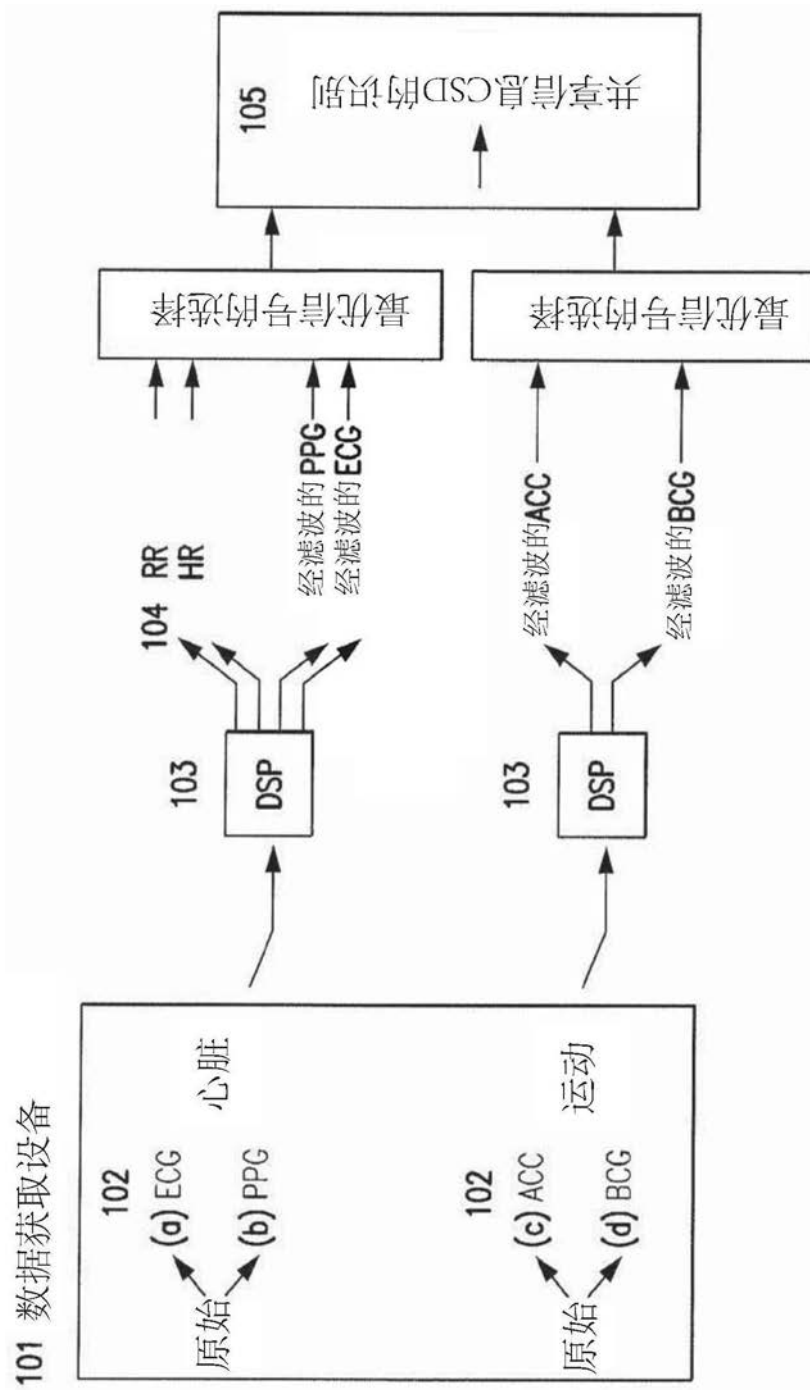 101 数据获取设备
102
(a) ECG
(b) PPG
原始
心脏
102
(c) ACC
(d) BCG
原始
运动
103
DSP
104 RR
HR
经滤波的PPG
经滤波的ECG
最优信号的选择
103
DSP
经滤波的ACC
经滤波的BCG
最优信号的选择
105
共享信息CSD的识别